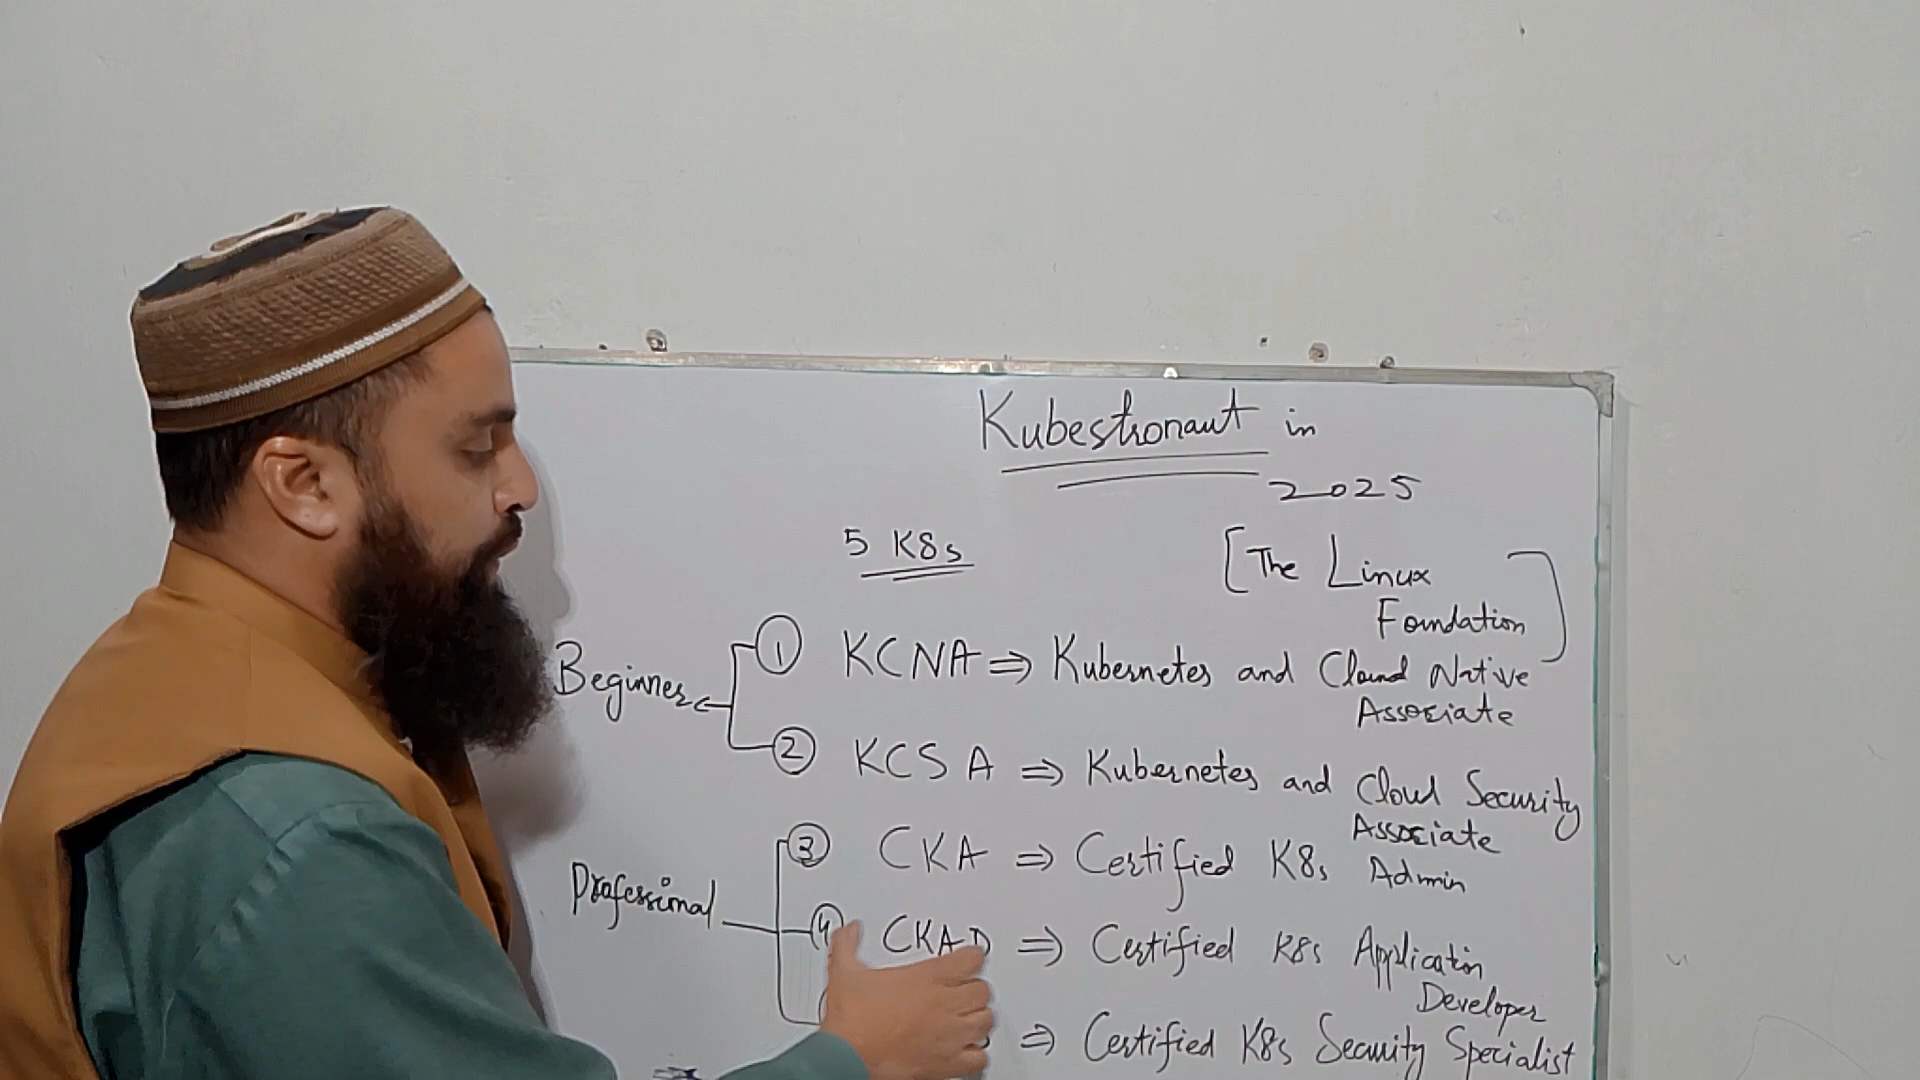 Kubestronaut in
2025
5 K8s
[The Linux
Foundation]
Beginner
1 KCNA ⇒ Kubernetes and Cloud Native
Associate
2 KCSA ⇒ Kubernetes and Cloud Security
Associate
Professional
3 CKA ⇒ Certified K8s Admin
4 CKAD ⇒ Certified K8s Application
Developer
⇒ Certified K8s Security Specialist